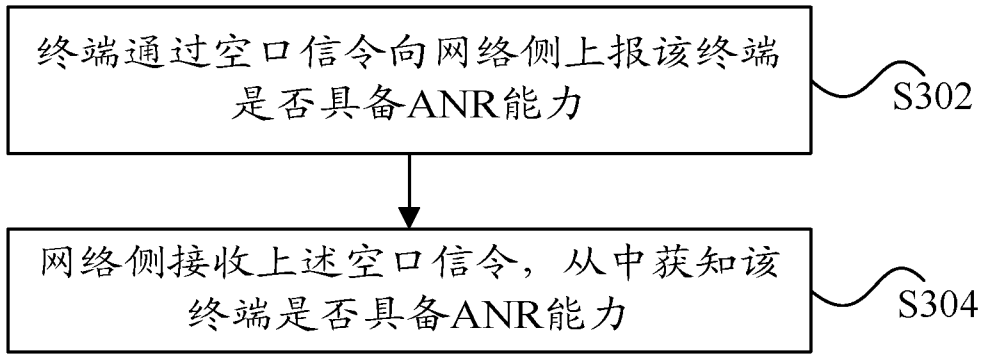 终端通过空口信令向网络侧上报该终端
是否具备ANR能力
S302
网络侧接收上述空口信令，从中获知该
终端是否具备ANR能力
S304